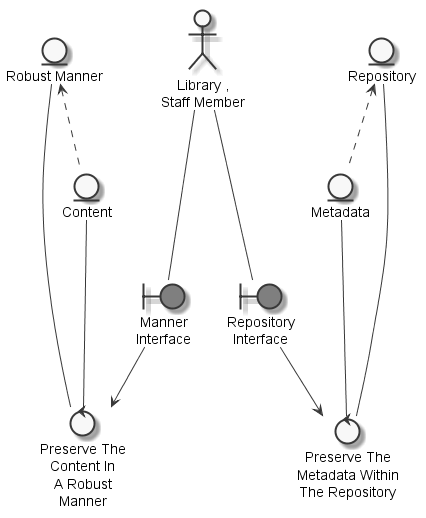 Robust Manner
Library ,
Staff Member
Repository
Content
Metadata
Manner
Interface
Repository
Interface
Preserve The
Content In
A Robust
Manner
Preserve The
Metadata Within
The Repository